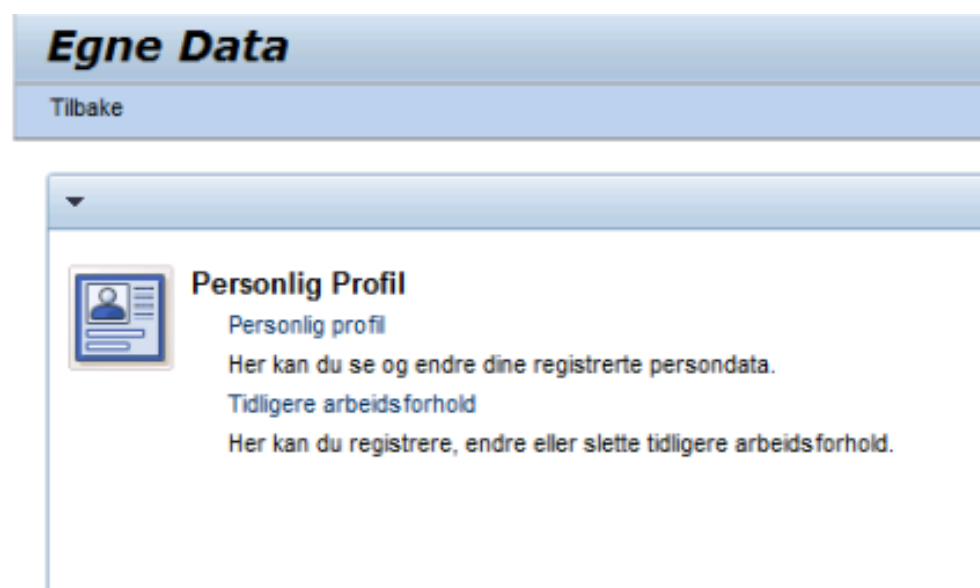 Egne Data
Tilbake
Personlig Profil
Personlig profil
Her kan du se og endre dine registrerte persondata.
Tidligere arbeidsforhold
Her kan du registrere, endre eller slette tidligere arbeidsforhold.